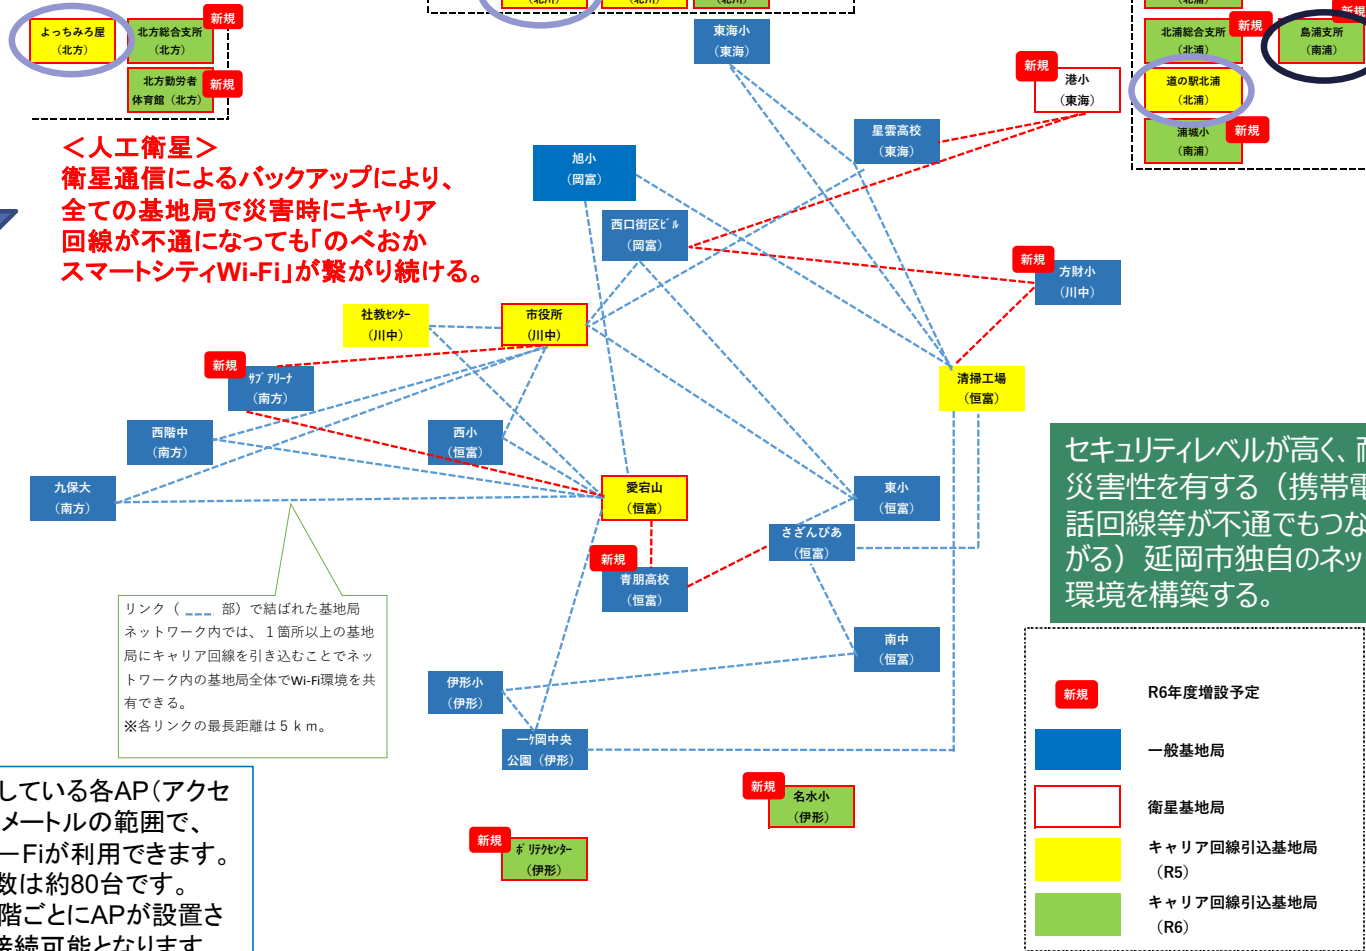 (北川)
(北川)
(北川)
(北浦)
新規
よっちみろ屋
(北方)
北方総合支所
(北方)
新規
北方勤労者
体育館(北方)
新規
東海小
(東海)
新規
港小
(東海)
北浦総合支所
(北浦)
新規
島浦支所
(南浦)
道の駅北浦
(北浦)
浦城小
(南浦)
新規
<人工衛星>
衛星通信によるバックアップにより、
全ての基地局で災害時にキャリア
回線が不通になっても「のべおか
スマートシティWi-Fi」が繋がり続ける。
星雲高校
(東海)
旭小
(岡富)
西口街区ビル
(岡富)
新規
方財小
(川中)
社教センター
(川中)
市役所
(川中)
新規
サブアリーナ
(南方)
清掃工場
(恒富)
西階中
(南方)
西小
(恒富)
九保大
(南方)
愛宕山
(恒富)
東小
(恒富)
さざんぴあ
(恒富)
新規
青朋高校
(恒富)
南中
(恒富)
伊形小
(伊形)
一ケ岡中央
公園(伊形)
新規
名水小
(伊形)
新規
ポリテクセンター
(伊形)
リンク( 部)で結ばれた基地局
ネットワーク内では、1箇所以上の基地
局にキャリア回線を引き込むことでネッ
トワーク内の基地局全体でWi-Fi環境を共
有できる。
※各リンクの最長距離は5km。
セキュリティレベルが高く、耐
災害性を有する(携帯電
話回線等が不通でもつな
がる)延岡市独自のネット
環境を構築する。
している各AP(アクセ
メートルの範囲で、
ーFiが利用できます。
数は約80台です。
階ごとにAPが設置さ
接続可能となります
新規 R6年度増設予定
一般基地局
衛星基地局
キャリア回線引込基地局
(R5)
キャリア回線引込基地局
(R6)